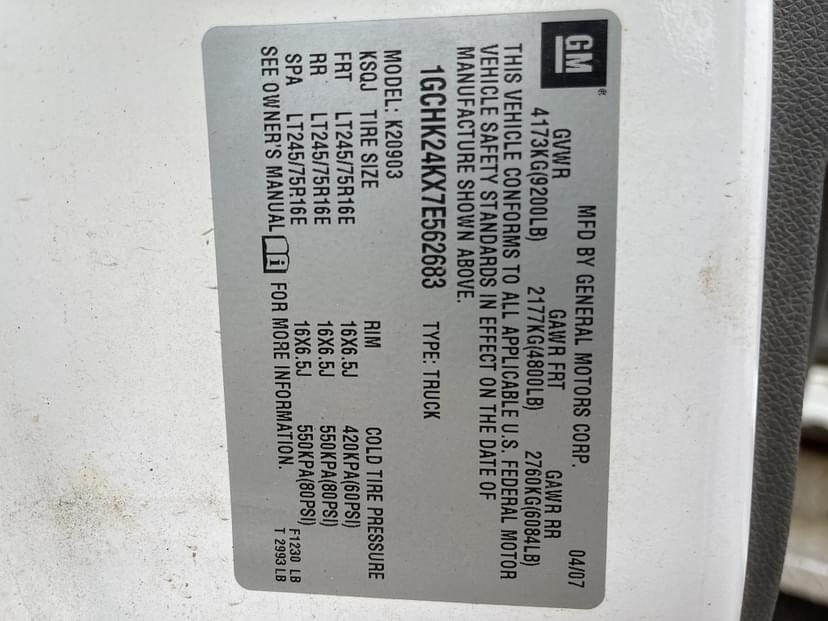 GM
MFD BY GENERAL MOTORS CORP. 04/07
GVWR GAWR FRT GAWR RR
4173KG(9200LB) 2177KG(4800LB) 2760KG(6084LB)
THIS VEHICLE CONFORMS TO ALL APPLICABLE U.S. FEDERAL MOTOR
VEHICLE SAFETY STANDARDS IN EFFECT ON THE DATE OF
MANUFACTURE SHOWN ABOVE.
1GCHK24KX7E562683 TYPE: TRUCK
MODEL: K20903
KSQJ TIRE SIZE RIM COLD TIRE PRESSURE
FRT LT245/75R16E 16X6.5J 420KPA(60PSI)
RR LT245/75R16E 16X6.5J 550KPA(80PSI)
SPA LT245/75R16E 16X6.5J 550KPA(80PSI)
SEE OWNER'S MANUAL i FOR MORE INFORMATION.
F1230 LB
T 2993 LB